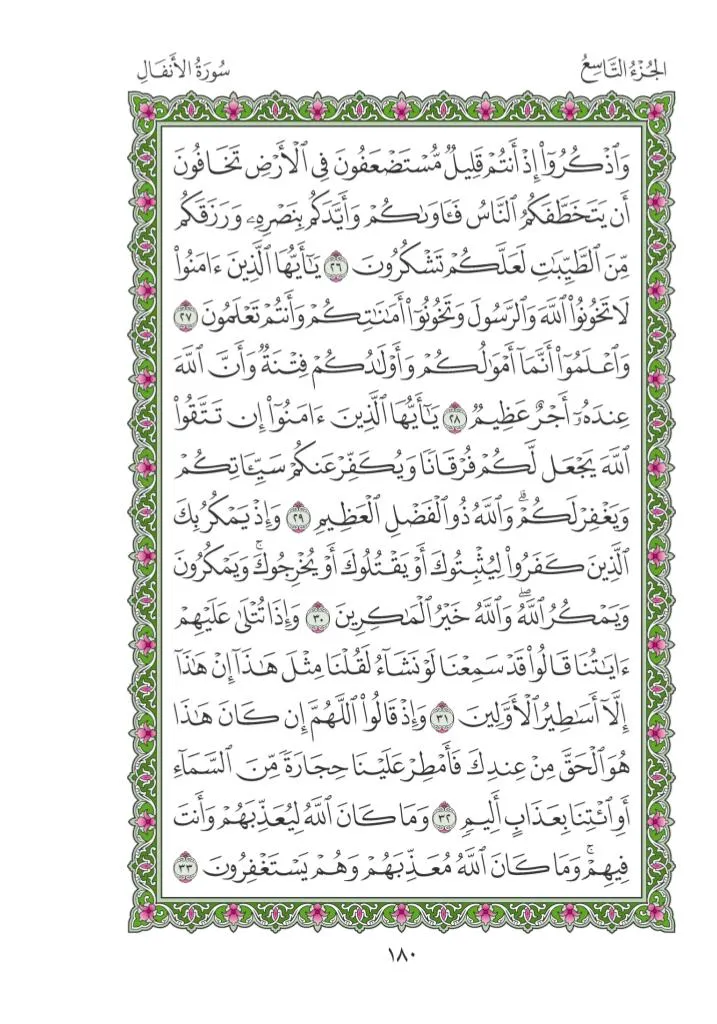 الجُزْءُ التَّاسِعُ سُورَةُ الأَنفَالِ
وَٱذۡكُرُوٓاْ إِذۡ أَنتُمۡ قَلِيلٞ مُّسۡتَضۡعَفُونَ فِي ٱلۡأَرۡضِ تَخَافُونَ
أَن يَتَخَطَّفَكُمُ ٱلنَّاسُ فَـَٔاوَىٰكُمۡ وَأَيَّدَكُم بِنَصۡرِهِۦ وَرَزَقَكُم
مِّنَ ٱلطَّيِّبَٰتِ لَعَلَّكُمۡ تَشۡكُرُونَ ٢٦ يَٰٓأَيُّهَا ٱلَّذِينَ ءَامَنُواْ
لَا تَخُونُواْ ٱللَّهَ وَٱلرَّسُولَ وَتَخُونُوٓاْ أَمَٰنَٰتِكُمۡ وَأَنتُمۡ تَعۡلَمُونَ ٢٧
وَٱعۡلَمُوٓاْ أَنَّمَآ أَمۡوَٰلُكُمۡ وَأَوۡلَٰدُكُمۡ فِتۡنَةٞ وَأَنَّ ٱللَّهَ
عِندَهُۥٓ أَجۡرٌ عَظِيمٞ ٢٨ يَٰٓأَيُّهَا ٱلَّذِينَ ءَامَنُوٓاْ إِن تَتَّقُواْ
ٱللَّهَ يَجۡعَل لَّكُمۡ فُرۡقَانٗا وَيُكَفِّرۡ عَنكُمۡ سَيِّـَٔاتِكُمۡ
وَيَغۡفِرۡ لَكُمۡۗ وَٱللَّهُ ذُو ٱلۡفَضۡلِ ٱلۡعَظِيمِ ٢٩ وَإِذۡ يَمۡكُرُ بِكَ
ٱلَّذِينَ كَفَرُواْ لِيُثۡبِتُوكَ أَوۡ يَقۡتُلُوكَ أَوۡ يُخۡرِجُوكَۚ وَيَمۡكُرُونَ
وَيَمۡكُرُ ٱللَّهُۖ وَٱللَّهُ خَيۡرُ ٱلۡمَٰكِرِينَ ٣٠ وَإِذَا تُتۡلَىٰ عَلَيۡهِمۡ
ءَايَٰتُنَا قَالُواْ قَدۡ سَمِعۡنَا لَوۡ نَشَآءُ لَقُلۡنَا مِثۡلَ هَٰذَآ إِنۡ هَٰذَآ
إِلَّآ أَسَٰطِيرُ ٱلۡأَوَّلِينَ ٣١ وَإِذۡ قَالُواْ ٱللَّهُمَّ إِن كَانَ هَٰذَا
هُوَ ٱلۡحَقَّ مِنۡ عِندِكَ فَأَمۡطِرۡ عَلَيۡنَا حِجَارَةٗ مِّنَ ٱلسَّمَآءِ
أَوِ ٱئۡتِنَا بِعَذَابٍ أَلِيمٖ ٣٢ وَمَا كَانَ ٱللَّهُ لِيُعَذِّبَهُمۡ وَأَنتَ
فِيهِمۡۚ وَمَا كَانَ ٱللَّهُ مُعَذِّبَهُمۡ وَهُمۡ يَسۡتَغۡفِرُونَ ٣٣
١٨٠